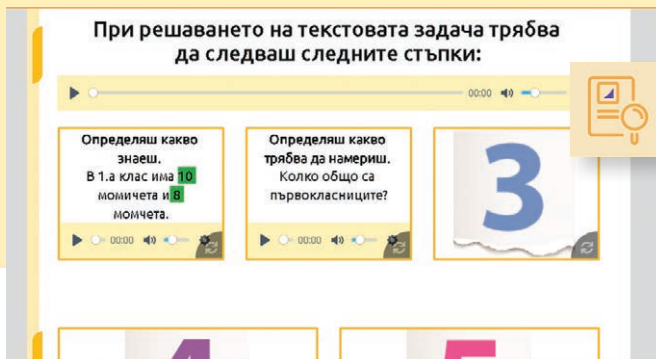 При решаването на текстовата задача трябва
да следваш следните стъпки:
00:00
Определяш какво
знаеш.
В 1.а клас има 10
момичета и 8
момчета.
00:00
Определяш какво
трябва да намериш.
Колко общо са
първокласниците?
00:00
3
4
5